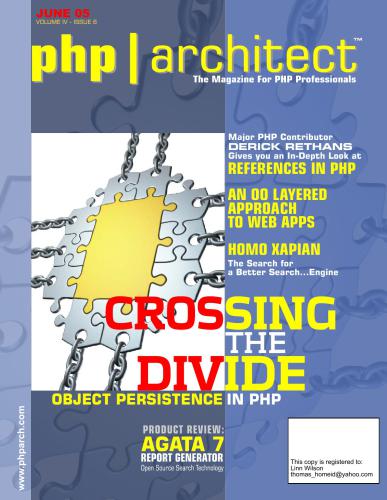 JUNE 05
VOLUME IV - ISSUE 6
php|architect™
The Magazine For PHP Professionals
Major PHP Contributor
DERICK RETHANS
Gives you an In-Depth Look at
REFERENCES IN PHP
AN OO LAYERED
APPROACH
TO WEB APPS
HOMO XAPIAN
The Search for
a Better Search...Engine
CROSSING
THE
DIVIDE
OBJECT PERSISTENCE IN PHP
PRODUCT REVIEW:
AGATA 7
REPORT GENERATOR
Open Source Search Technology
www.phparch.com
This copy is registered to:
Linn Wilson
thomas_homeid@yahoo.com